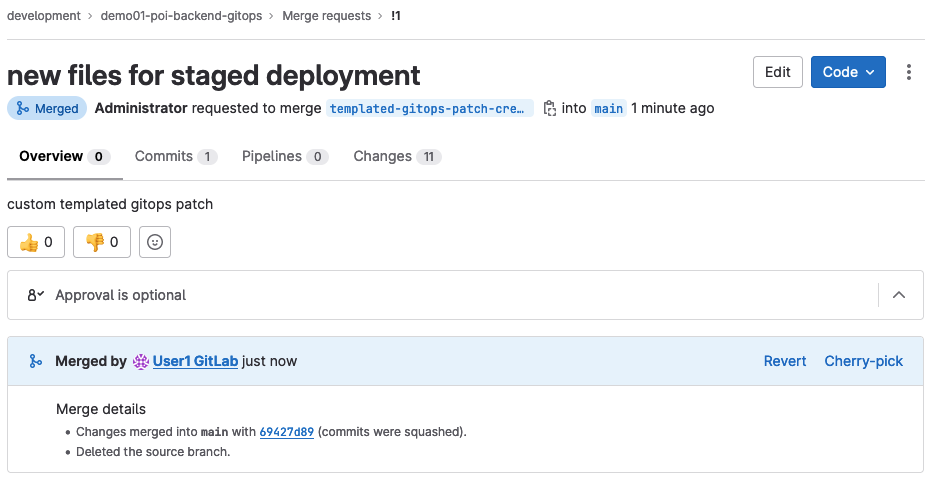 development › demo01-poi-backend-gitops › Merge requests › !1
new files for staged deployment
Edit
Code
Merged Administrator requested to merge templated-gitops-patch-cre… into main 1 minute ago
Overview 0 Commits 1 Pipelines 0 Changes 11
custom templated gitops patch
0 0
Approval is optional
Merged by User1 GitLab just now
Revert Cherry-pick
Merge details
• Changes merged into main with 69427d89 (commits were squashed).
• Deleted the source branch.